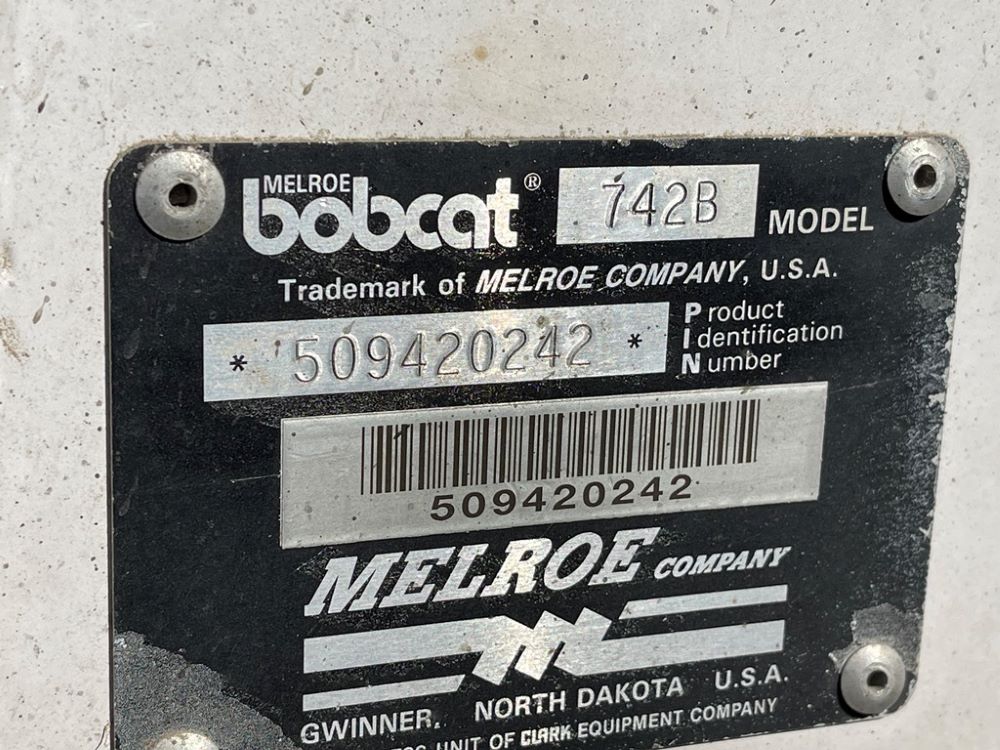 MELROE
bobcat® 742B MODEL
Trademark of MELROE COMPANY, U.S.A.
* 509420242 * Product Identification Number
509420242
MELROE COMPANY
GWINNER, NORTH DAKOTA U.S.A.
UNIT OF CLARK EQUIPMENT COMPANY